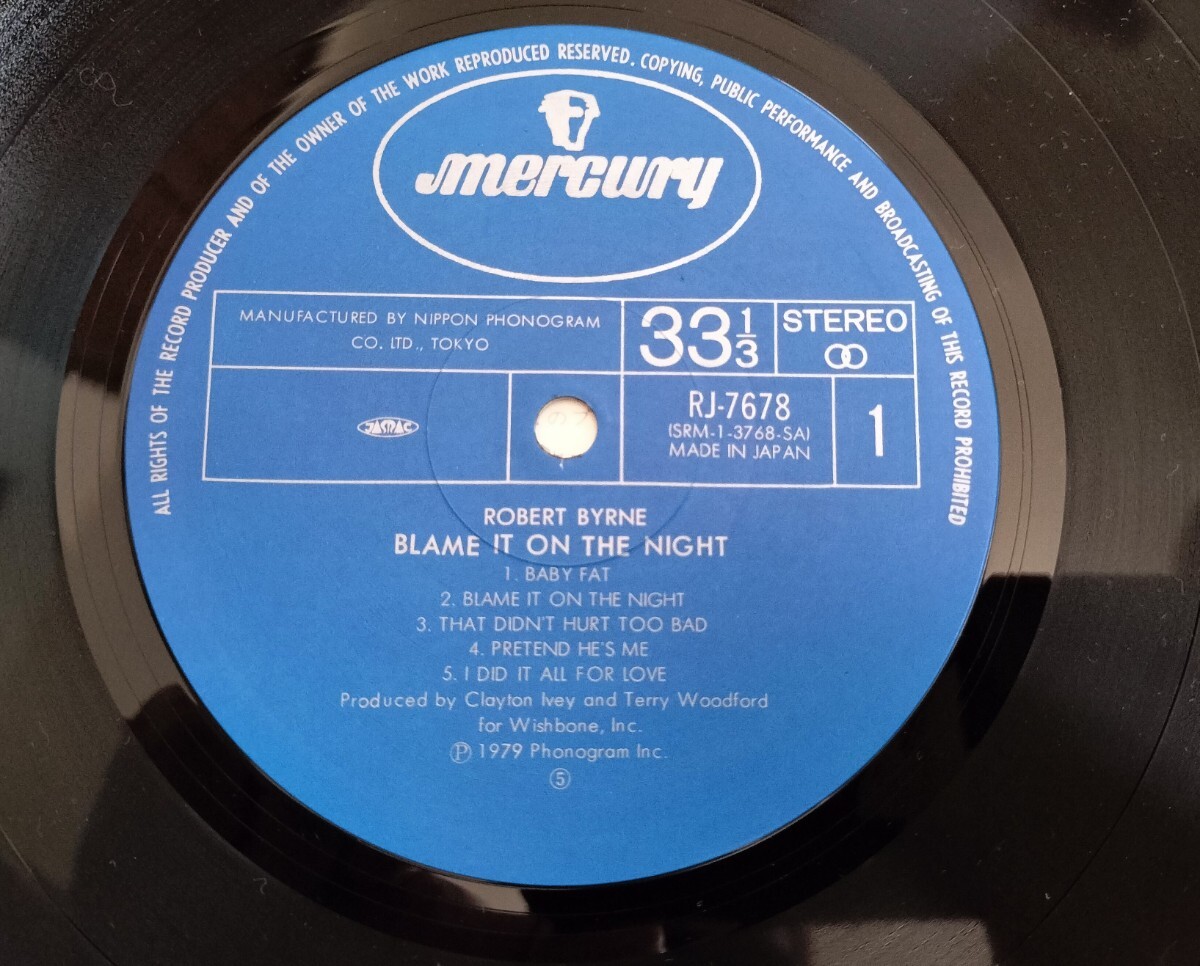 ALL RIGHTS OF THE RECORD PRODUCER AND OF THE OWNER OF THE WORK REPRODUCED RESERVED. COPYING, PUBLIC PERFORMANCE AND BROADCASTING OF THIS RECORD PROHIBITED
mercury
MANUFACTURED BY NIPPON PHONOGRAM
CO. LTD., TOKYO
33 1/3
STEREO
JASRAC
RJ-7678
(SRM-1-3768-SA)
MADE IN JAPAN
1
ROBERT BYRNE
BLAME IT ON THE NIGHT
1. BABY FAT
2. BLAME IT ON THE NIGHT
3. THAT DIDN'T HURT TOO BAD
4. PRETEND HE'S ME
5. I DID IT ALL FOR LOVE
Produced by Clayton Ivey and Terry Woodford
for Wishbone, Inc.
Ⓟ 1979 Phonogram Inc.
⑤